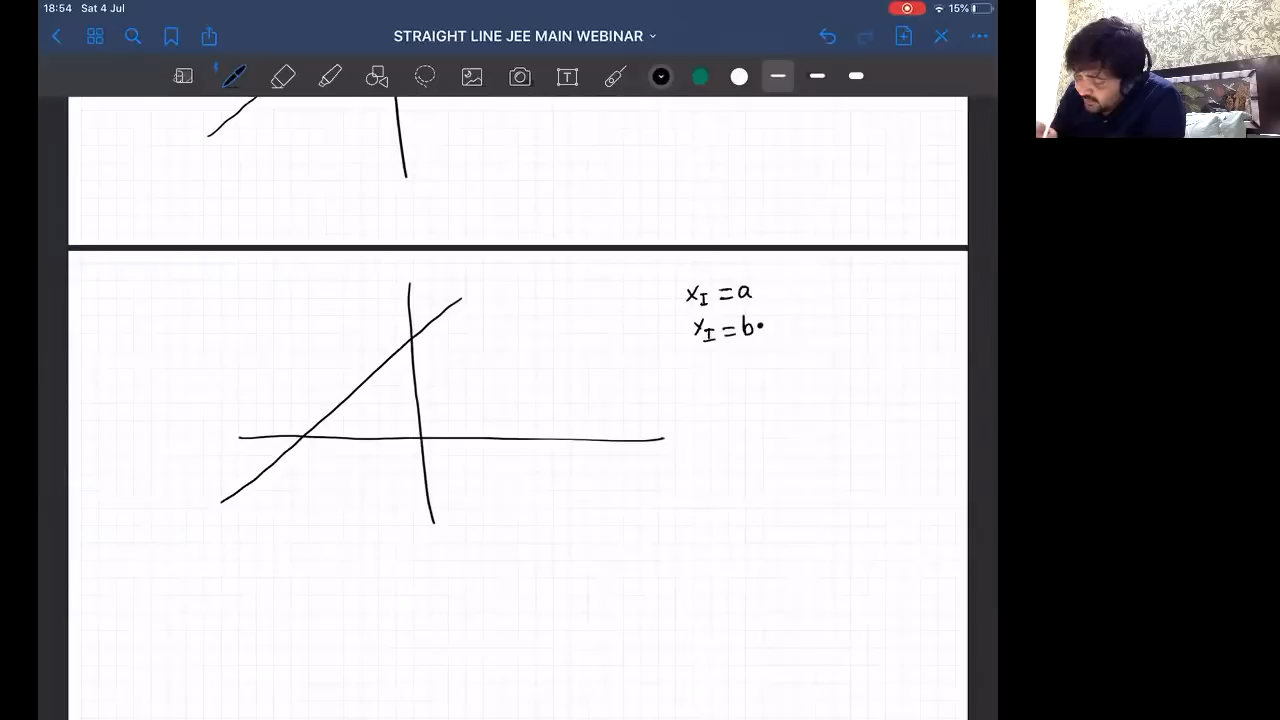 18:54 Sat 4 Jul
15%
STRAIGHT LINE JEE MAIN WEBINAR
T
x_I = a
y_I = b